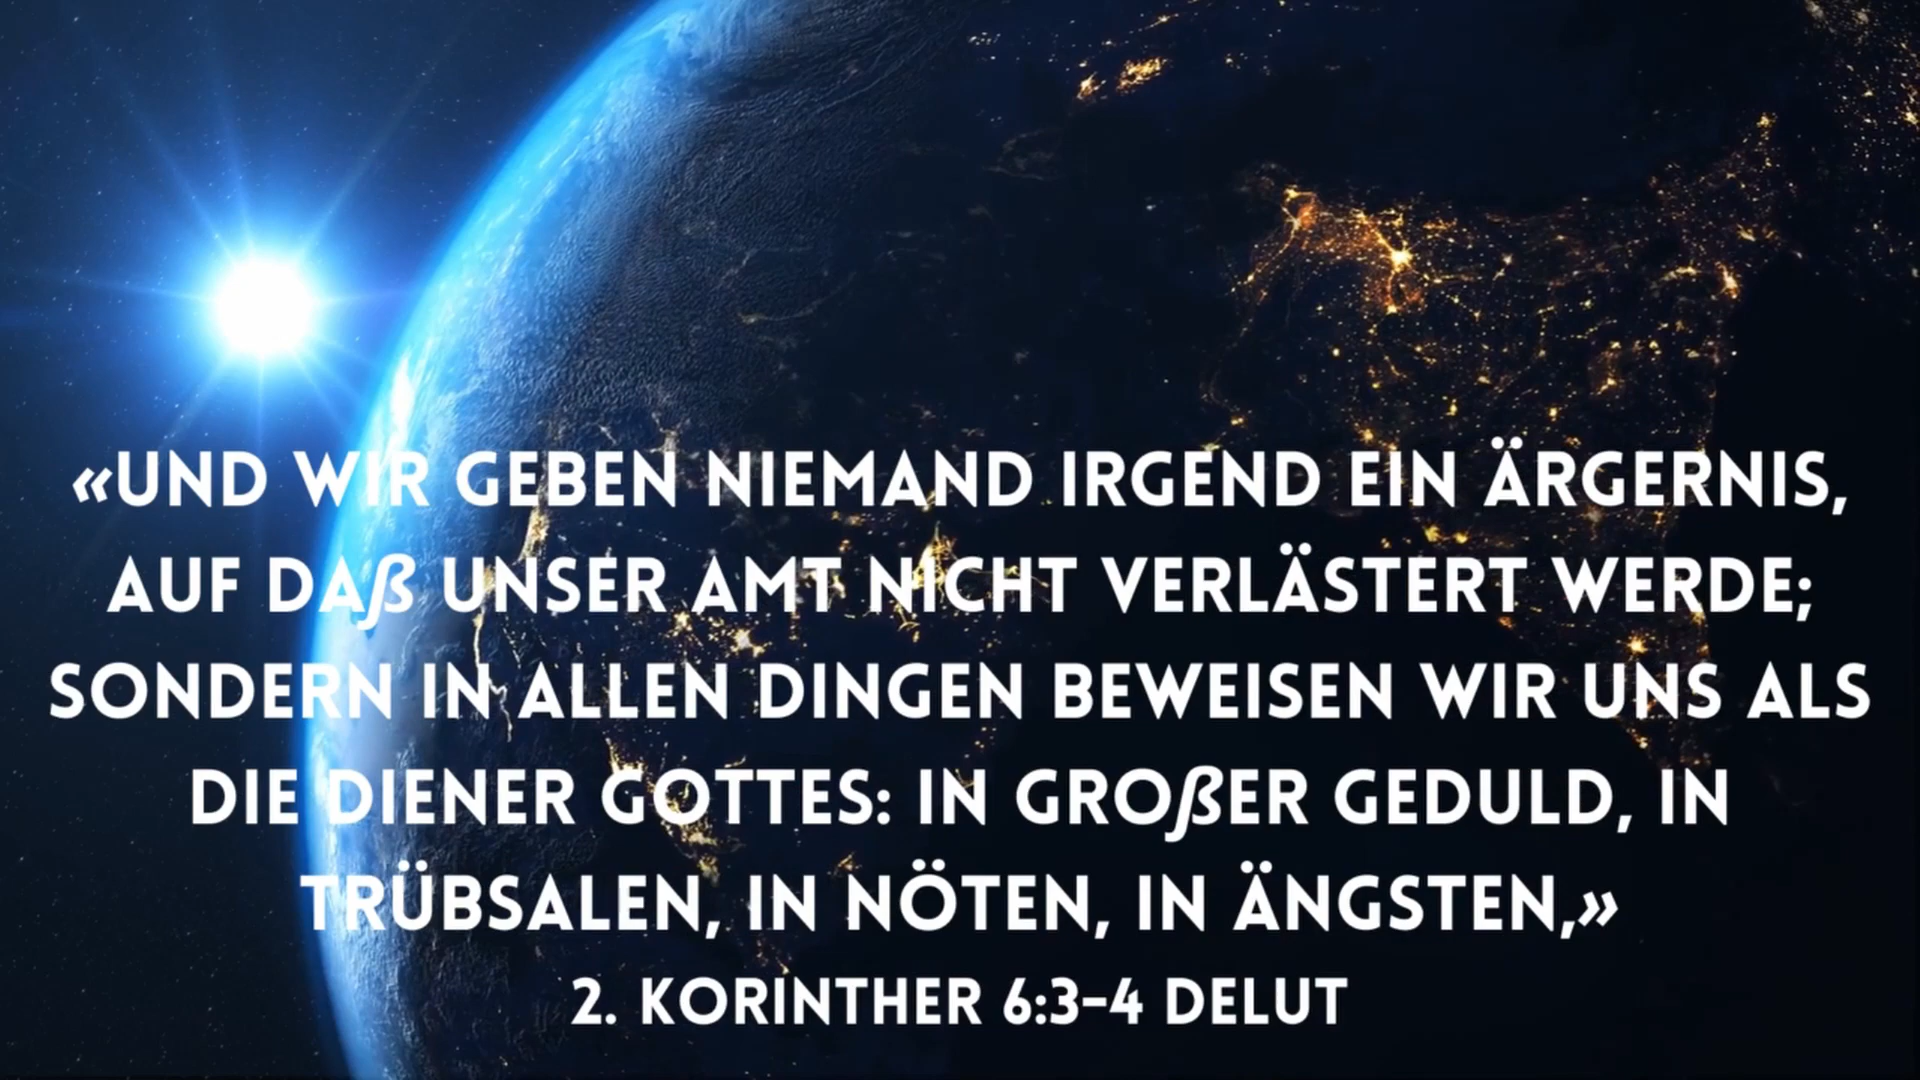 «UND WIR GEBEN NIEMAND IRGEND EIN ÄRGERNIS,
AUF DAß UNSER AMT NICHT VERLÄSTERT WERDE;
SONDERN IN ALLEN DINGEN BEWEISEN WIR UNS ALS
DIE DIENER GOTTES: IN GROßER GEDULD, IN
TRÜBSALEN, IN NÖTEN, IN ÄNGSTEN,»
2. KORINTHER 6:3-4 DELUT